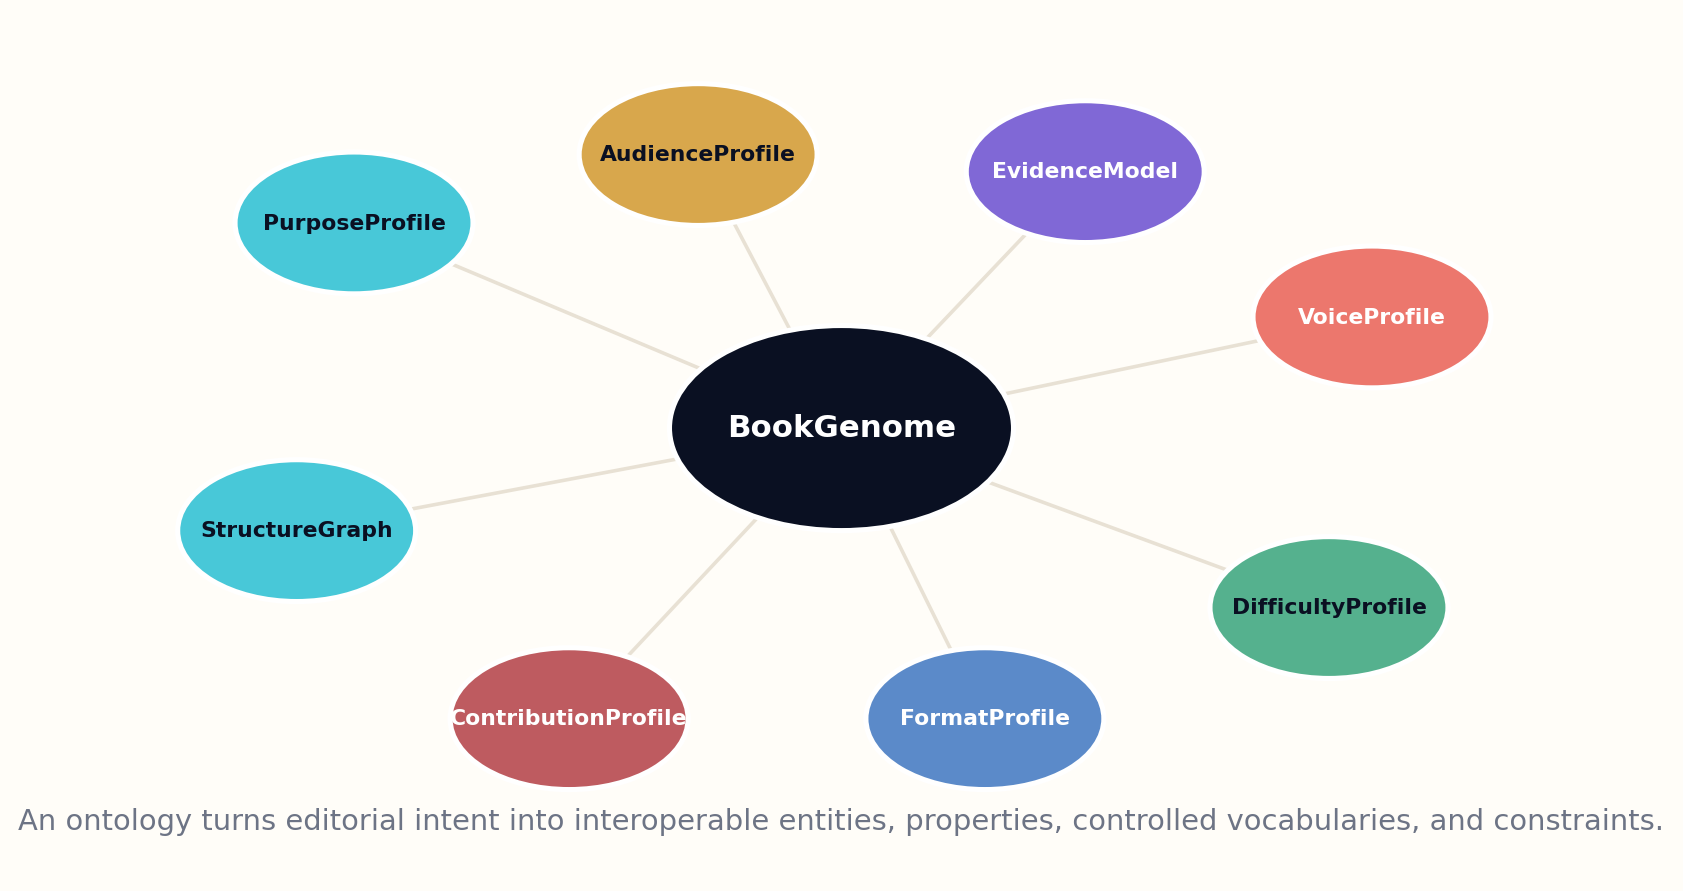 AudienceProfile
EvidenceModel
PurposeProfile
VoiceProfile
BookGenome
StructureGraph
DifficultyProfile
ContributionProfile
FormatProfile
An ontology turns editorial intent into interoperable entities, properties, controlled vocabularies, and constraints.